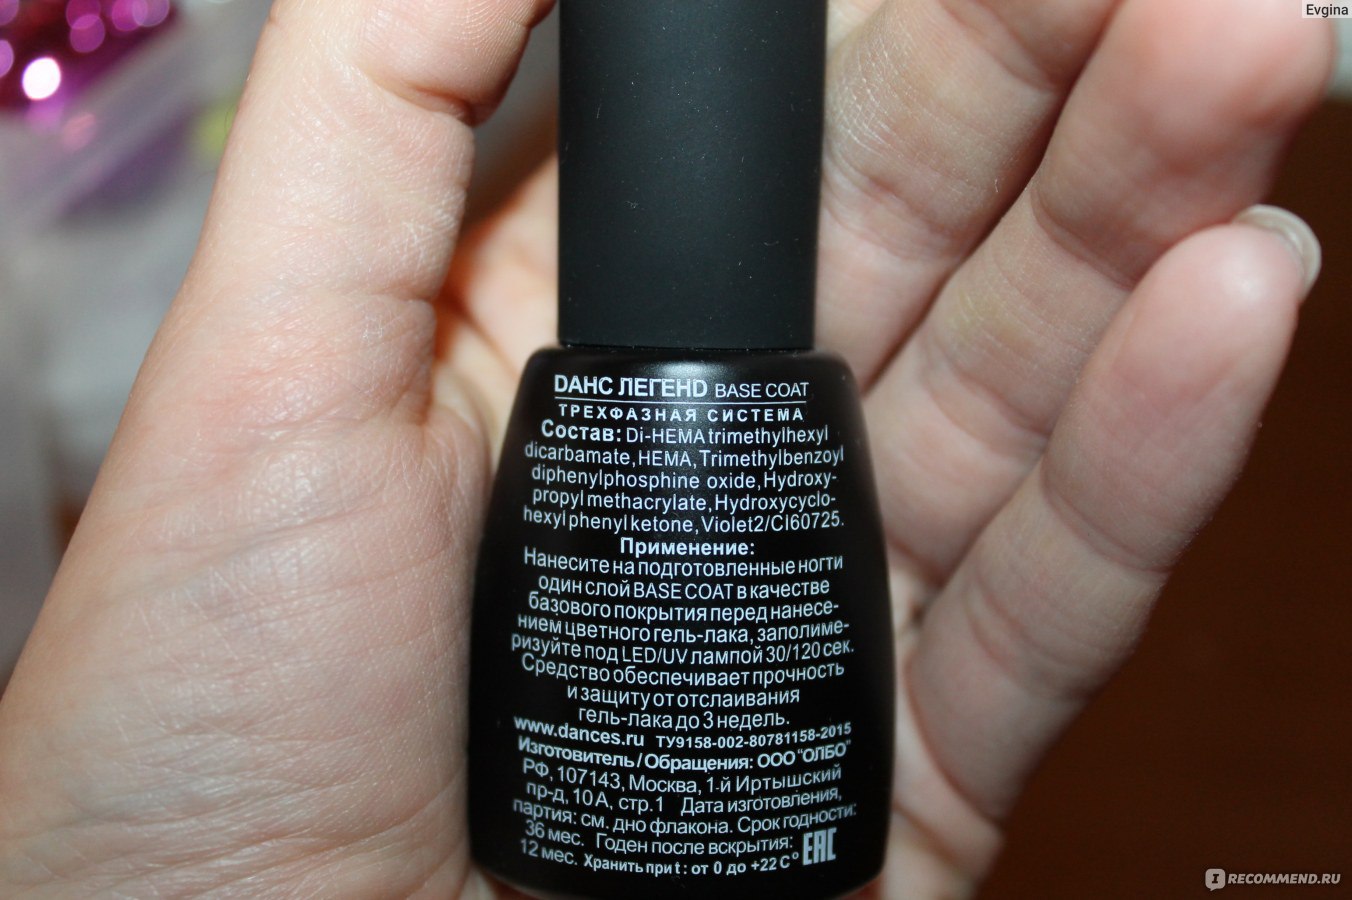 Evgina
DАНС ЛЕГЕНD BASE COAT
ТРЕХФАЗНАЯ СИСТЕМА
Состав: Di-HEMA trimethylhexyl
dicarbamate, HEMA, Trimethylbenzoyl
diphenylphosphine oxide, Hydroxy-
propyl methacrylate, Hydroxycyclo-
hexyl phenyl ketone, Violet2/CI60725.
Применение:
Нанесите на подготовленные ногти
один слой BASE COAT в качестве
базового покрытия перед нанесе-
нием цветного гель-лака, заполиме-
ризуйте под LED/UV лампой 30/120 сек.
Средство обеспечивает прочность
и защиту от отслаивания
гель-лака до 3 недель.
www.dances.ru ТУ9158-002-80781158-2015
Изготовитель / Обращения: ООО "ОЛБО"
РФ, 107143, Москва, 1-й Иртышский
пр-д, 10А, стр.1 Дата изготовления,
партия: см. дно флакона. Срок годности:
36 мес. Годен после вскрытия:
12 мес. Хранить при t: от 0 до +22 С° ЕАС
IRECOMMEND.RU